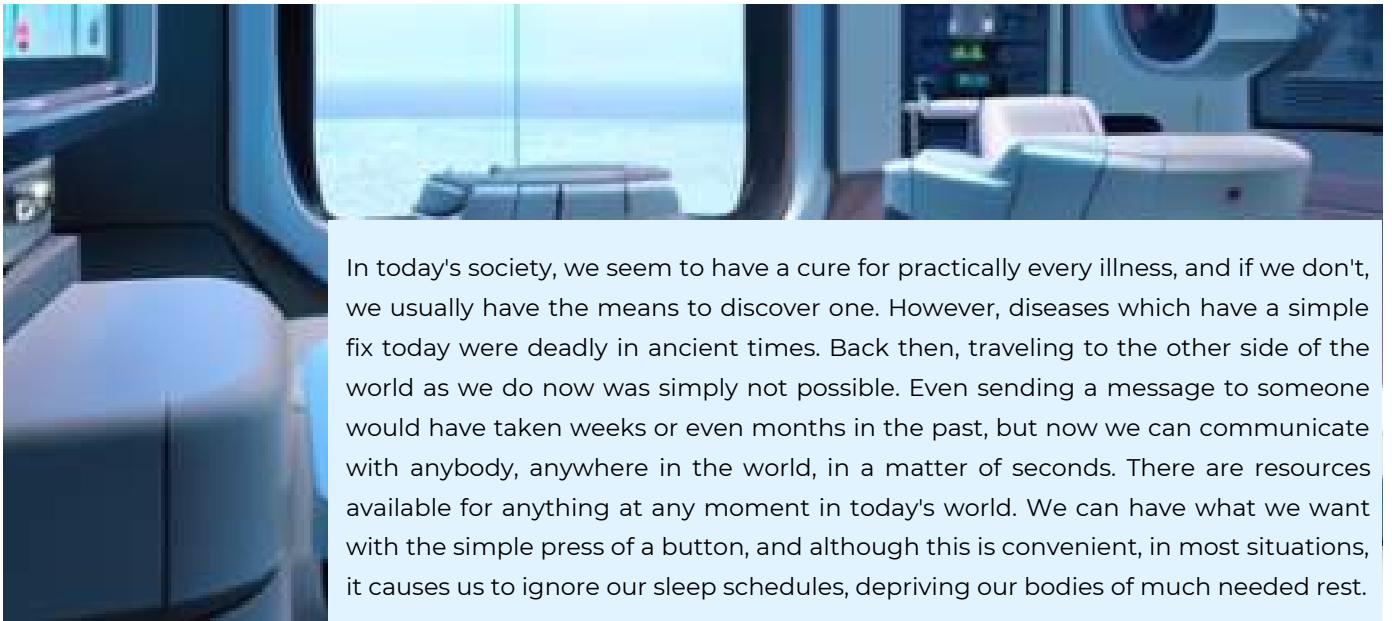 In today's society, we seem to have a cure for practically every illness, and if we don't,
we usually have the means to discover one. However, diseases which have a simple
fix today were deadly in ancient times. Back then, traveling to the other side of the
world as we do now was simply not possible. Even sending a message to someone
would have taken weeks or even months in the past, but now we can communicate
with anybody, anywhere in the world, in a matter of seconds. There are resources
available for anything at any moment in today's world. We can have what we want
with the simple press of a button, and although this is convenient, in most situations,
it causes us to ignore our sleep schedules, depriving our bodies of much needed rest.